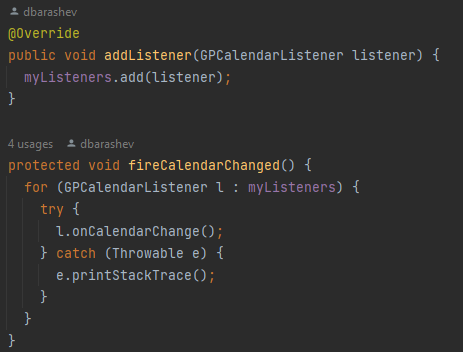 dbarashev
@Override
public void addListener(GPCalendarListener listener) {
  myListeners.add(listener);
}
4 usages dbarashev
protected void fireCalendarChanged() {
  for (GPCalendarListener l : myListeners) {
    try {
      l.onCalendarChange();
    } catch (Throwable e) {
      e.printStackTrace();
    }
  }
}